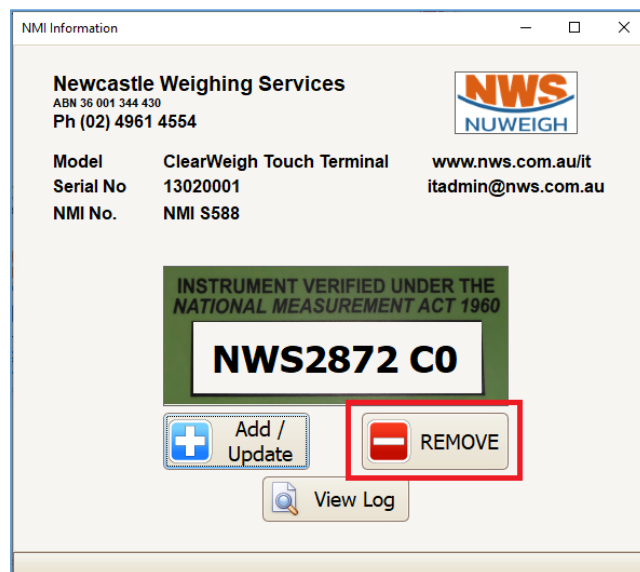 NMI Information
Newcastle Weighing Services
ABN 36 001 344
430
Ph (02) 4961 4554
NWS
NUWEIGH
Model ClearWeigh Touch Terminal www.nws.com.au/it
Serial No 13020001 itadmin@nws.com.au
NMI No. NMI S588
INSTRUMENT VERIFIED UNDER THE
NATIONAL MEASUREMENT ACT 1960
NWS2872 C0
Add /
Update
REMOVE
View Log